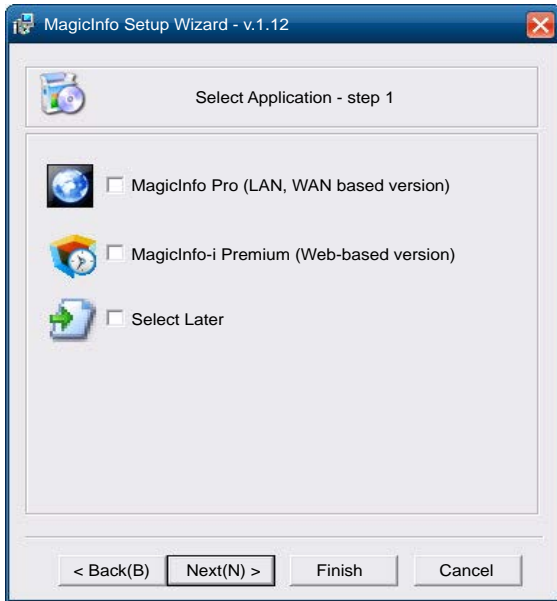 MagicInfo Setup Wizard - v.1.12
Select Application - step 1
MagicInfo Pro (LAN, WAN based version)
MagicInfo-i Premium (Web-based version)
Select Later
< Back(B) Next(N) > Finish Cancel